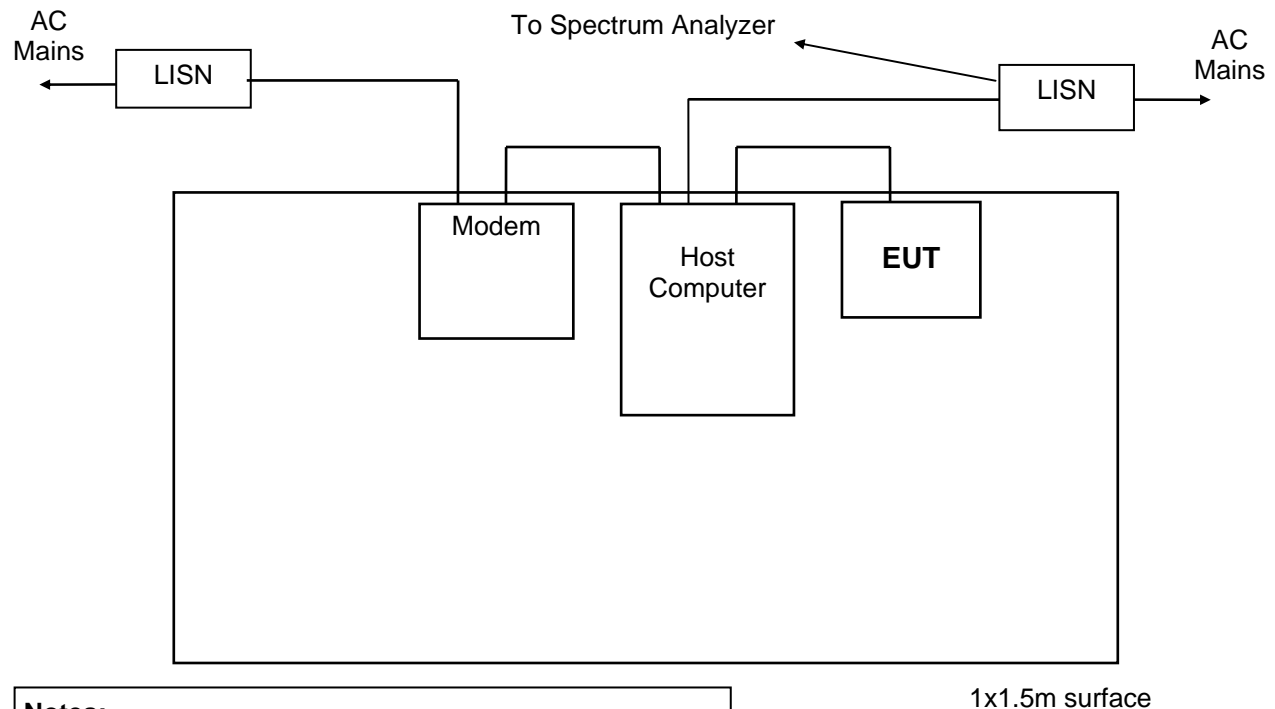 AC
Mains
LISN
To Spectrum Analyzer
LISN
AC
Mains
Modem
Host
Computer
EUT
1x1.5m surface
Notes: